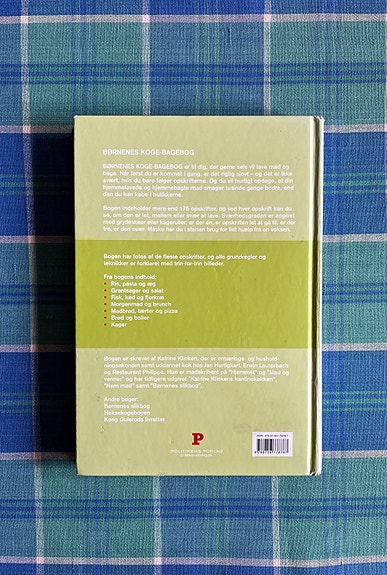 BØRNENES KOGE-BAGEBOG
BØRNENES KOGE-BAGEBOG er til dig, der gerne selv vil lave mad og
bage. Når først du er kommet i gang, er det rigtig sjovt – og det er ikke
svært, hvis du bare følger opskrifterne. Og du vil hurtigt opdage, at din
hjemmelavede og hjemmebagte mad smager tusinde gange bedre, end
den du kan købe i butikkerne.
Bogen indeholder mere end 175 opskrifter, og ved hver opskrift kan du
se, om den er let, mellem eller svær at lave. Sværhedsgraden er angivet
med grydeskeer eller kageruller; er der én, er opskriften let at gå til, er der
tre, er den svær. Måske har du i starten brug for lidt hjælp fra en voksen.
Bogen har fotos af de fleste opskrifter, og alle grundregler og
teknikker er forklaret med trin-for-trin billeder.
Fra bogens indhold:
• Ris, pasta og æg
• Grøntsager og salat
• Fisk, kød og fjerkræ
• Morgenmad og brunch
• Madbrød, tærter og pizza
• Brød og boller
• Kager
Bogen er skrevet af Katrine Klinken, der er ernærings- og hushold-
ningsøkonom samt uddannet kok hos Jan Hurtigkarl, Erwin Lauterbach
og Restaurant Philippe. Hun er madskribent på "Hjemmet" og "Mad og
venner" og har tidligere udgivet "Katrine Klinkens kantinekøkken",
"Nem mad" og "Børnenes slikbog".
Andre bøger:
Børnenes slikbog
Heksekogebogen
Kong Gulerods livretter
P
POLITIKENS FORLAG